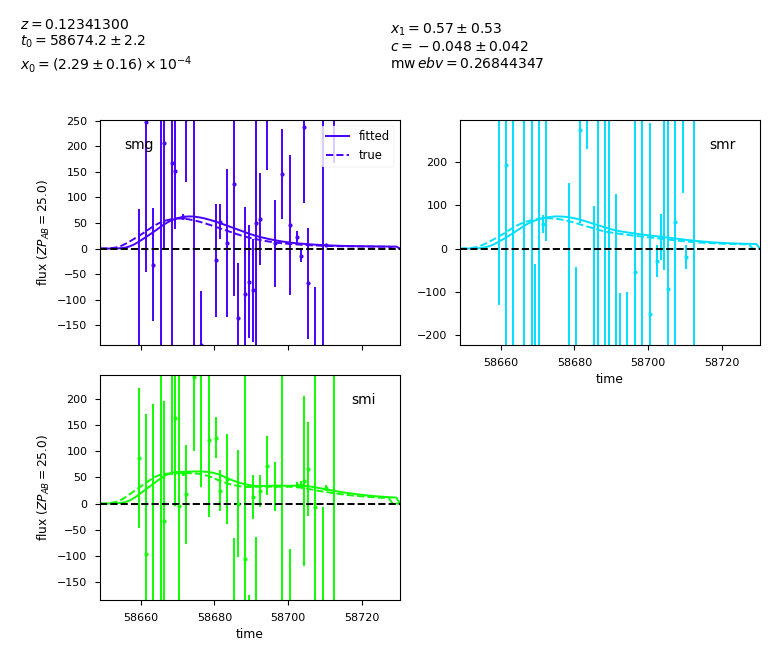 z = 0.12341300
t₀ = 58674.2 ± 2.2
x₀ = (2.29 ± 0.16) × 10⁻⁴
x₁ = 0.57 ± 0.53
c = −0.048 ± 0.042
mw ebv = 0.26844347
smg
fitted
true
250
200
150
100
50
0
−50
−100
−150
flux (ZP_AB = 25.0)
smr
200
100
0
−100
−200
58660 58680 58700 58720
time
smi
200
150
100
50
0
−50
−100
−150
flux (ZP_AB = 25.0)
58660 58680 58700 58720
time